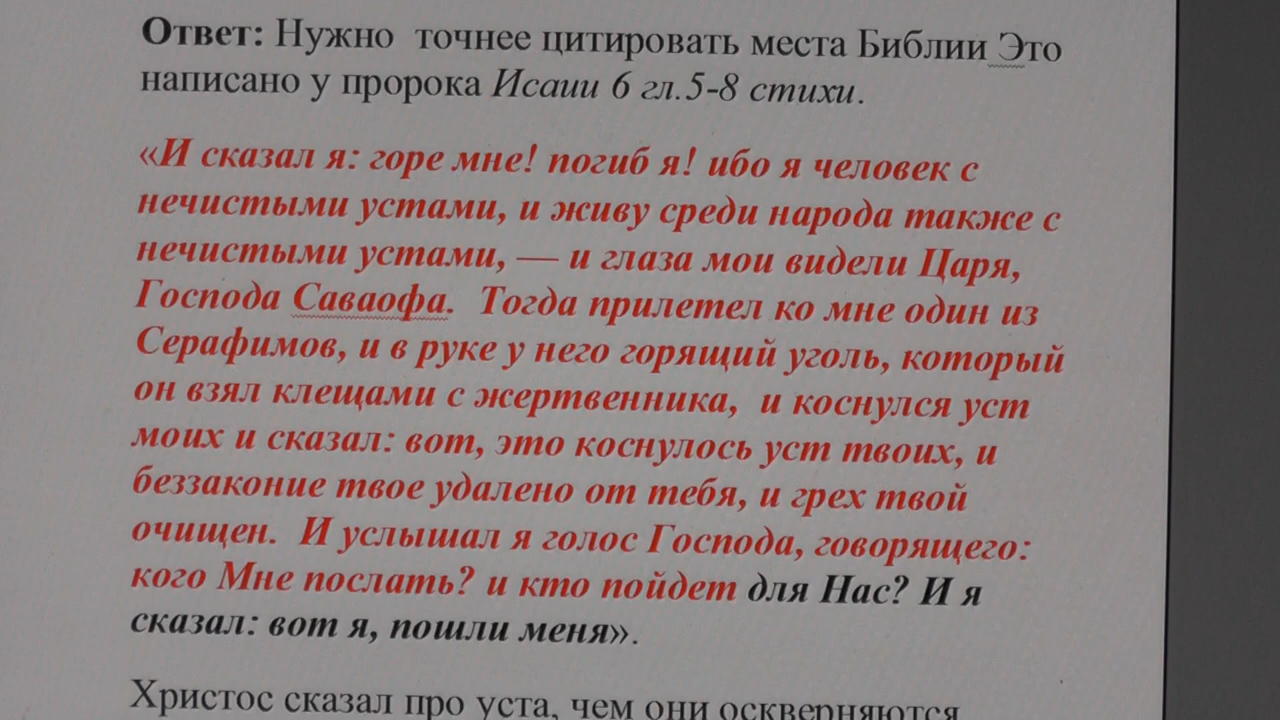 Ответ: Нужно точнее цитировать места Библии Это
написано у пророка Исаии 6 гл.5-8 стихи.
«И сказал я: горе мне! погиб я! ибо я человек с
нечистыми устами, и живу среди народа также с
нечистыми устами, — и глаза мои видели Царя,
Господа Саваофа. Тогда прилетел ко мне один из
Серафимов, и в руке у него горящий уголь, который
он взял клещами с жертвенника, и коснулся уст
моих и сказал: вот, это коснулось уст твоих, и
беззаконие твое удалено от тебя, и грех твой
очищен. И услышал я голос Господа, говорящего:
кого Мне послать? и кто пойдет для Нас? И я
сказал: вот я, пошли меня».
Христос сказал про уста, чем они оскверняются